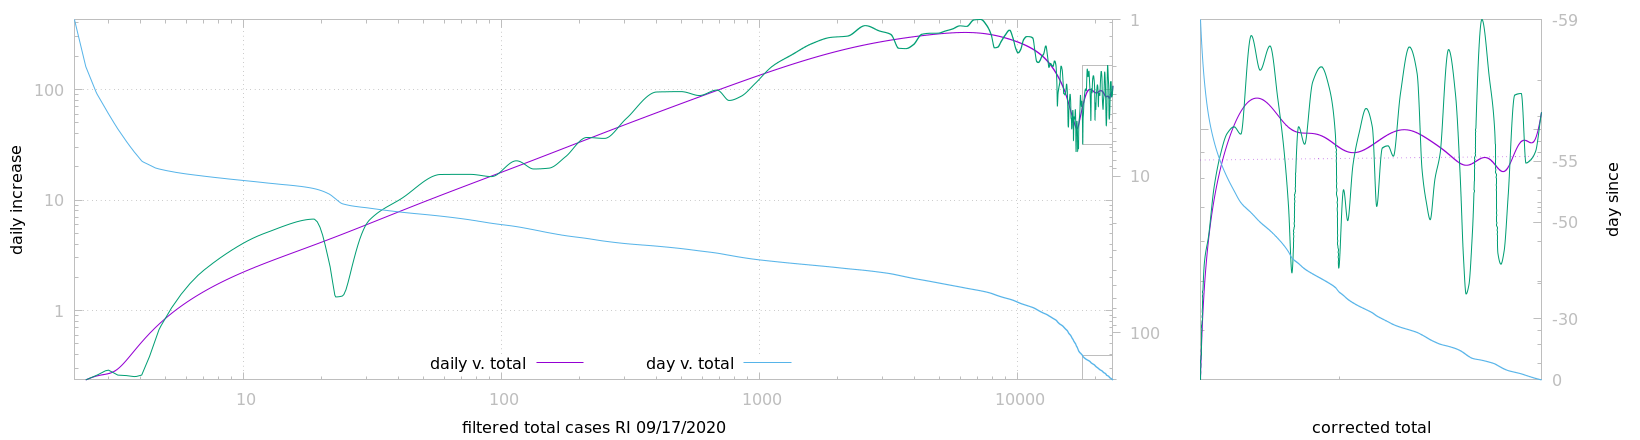 daily increase
100
10
1
daily v. total
day v. total
10
100
1000
10000
filtered total cases RI 09/17/2020
1
10
100
-59
-55
-50
-30
0
day since
corrected total